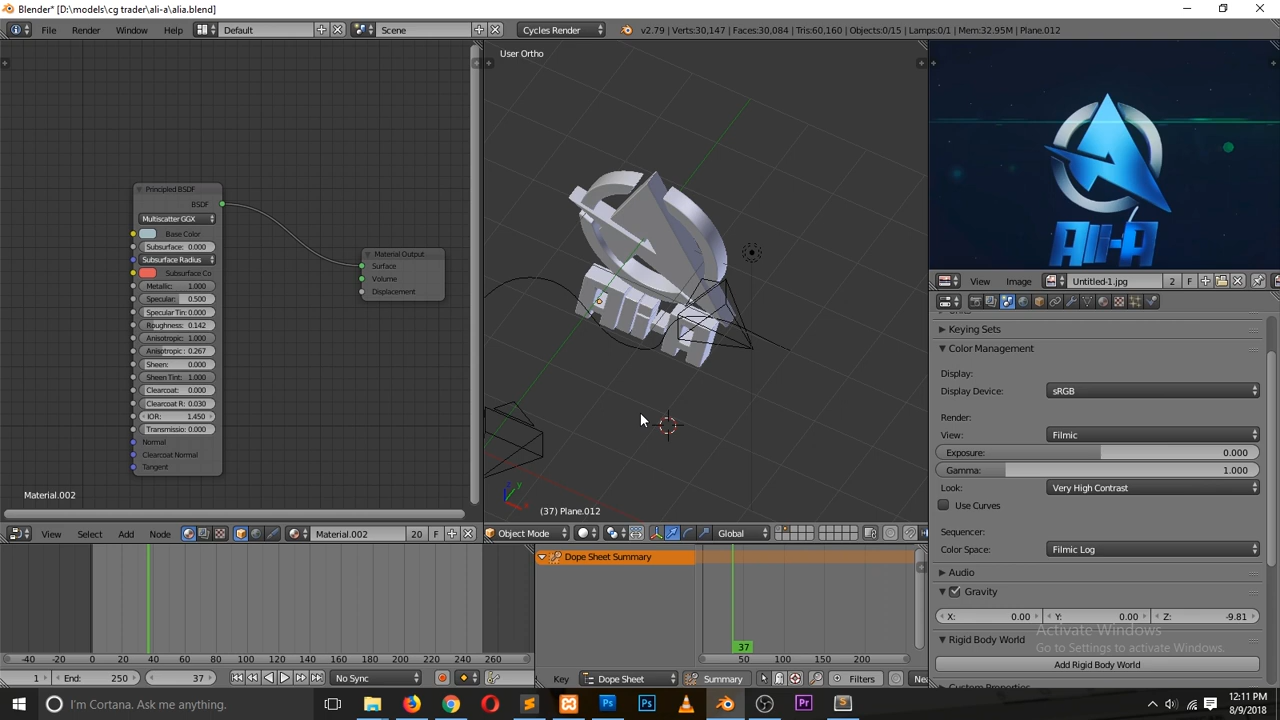 Blender* [D:\models\cg trader\ali-a\alia.blend]
File Render Window Help Default Scene Cycles Render v2.79 | Verts:30,147 | Faces:30,084 | Tris:60,160 | Objects:0/15 | Lamps:0/1 | Mem:32.95M | Plane.012
User Ortho
Principled BSDF
BSDF
Multiscatter GGX
Base Color
Subsurface: 0.000
Subsurface Radius
Subsurface Co
Metallic: 1.000
Specular: 0.500
Specular Tin: 0.000
Roughness: 0.142
Anisotropic: 1.000
Anisotropic : 0.267
Sheen: 0.000
Sheen Tint: 1.000
Clearcoat: 0.000
Clearcoat R: 0.030
IOR: 1.450
Transmissio: 0.000
Normal
Clearcoat Normal
Tangent
Material Output
Surface
Volume
Displacement
Material.002
(37) Plane.012
Ali-A
View Image Untitled-1.jpg 2 F
Keying Sets
Color Management
Display:
Display Device: sRGB
Render:
View: Filmic
Exposure: 0.000
Gamma: 1.000
Look: Very High Contrast
Use Curves
Sequencer:
Color Space: Filmic Log
Audio
Gravity
X: 0.00 Y: 0.00 Z: -9.81
Rigid Body World
Add Rigid Body World
Activate Windows
Go to Settings to activate Windows.
View Select Add Node Material.002 20 F
Object Mode Global
Dope Sheet Summary
37
-40 -20 0 20 40 60 80 100 120 140 160 180 200 220 240 260
50 100 150 200
1 End: 250 37 No Sync
Key Dope Sheet Summary Filters Nea
I'm Cortana. Ask me anything.
12:11 PM
8/9/2018